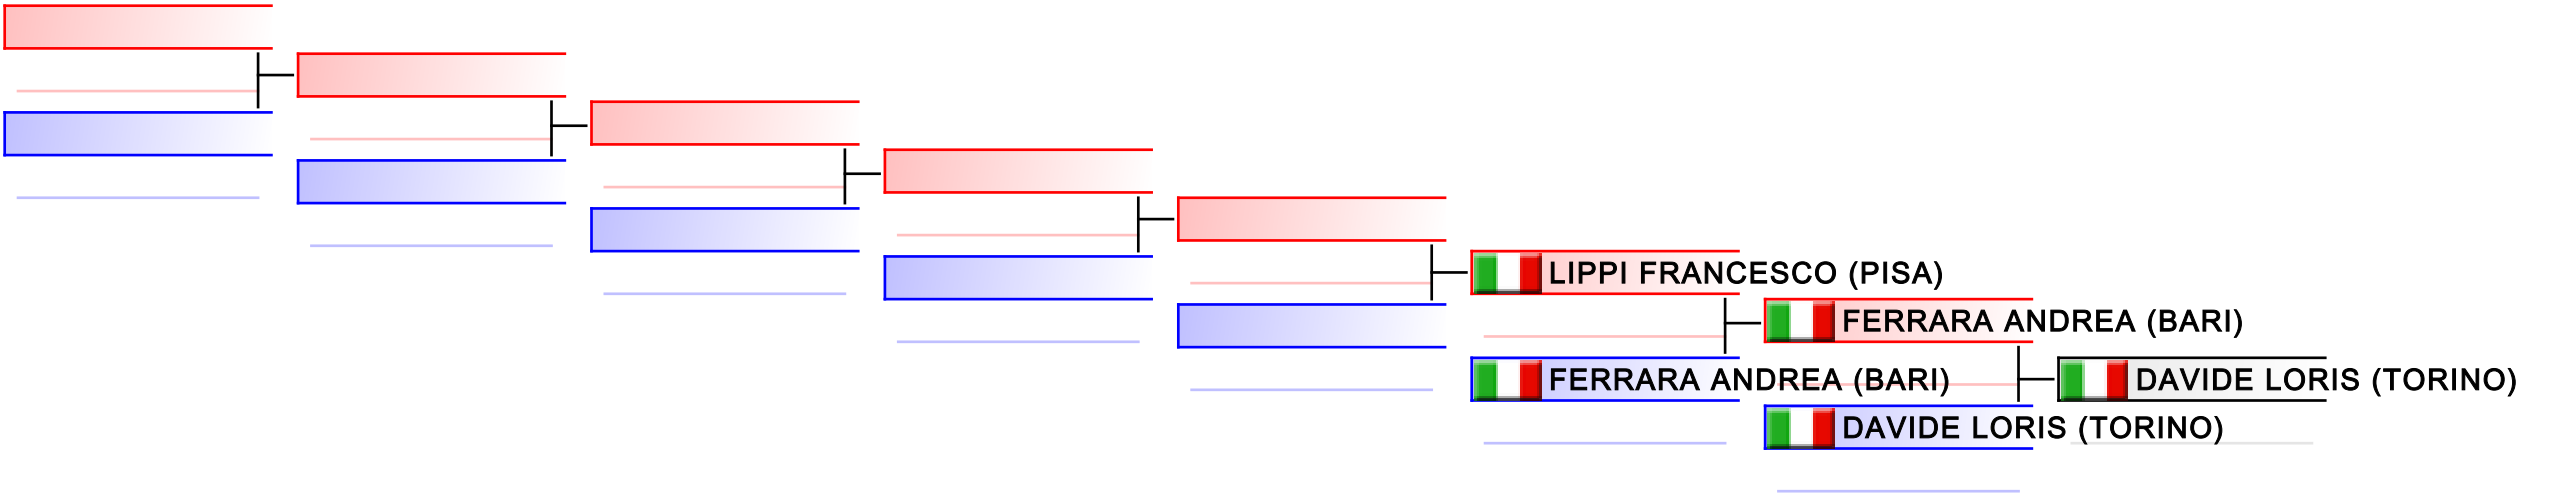 LIPPI FRANCESCO (PISA)
FERRARA ANDREA (BARI)
FERRARA ANDREA (BARI)
DAVIDE LORIS (TORINO)
DAVIDE LORIS (TORINO)